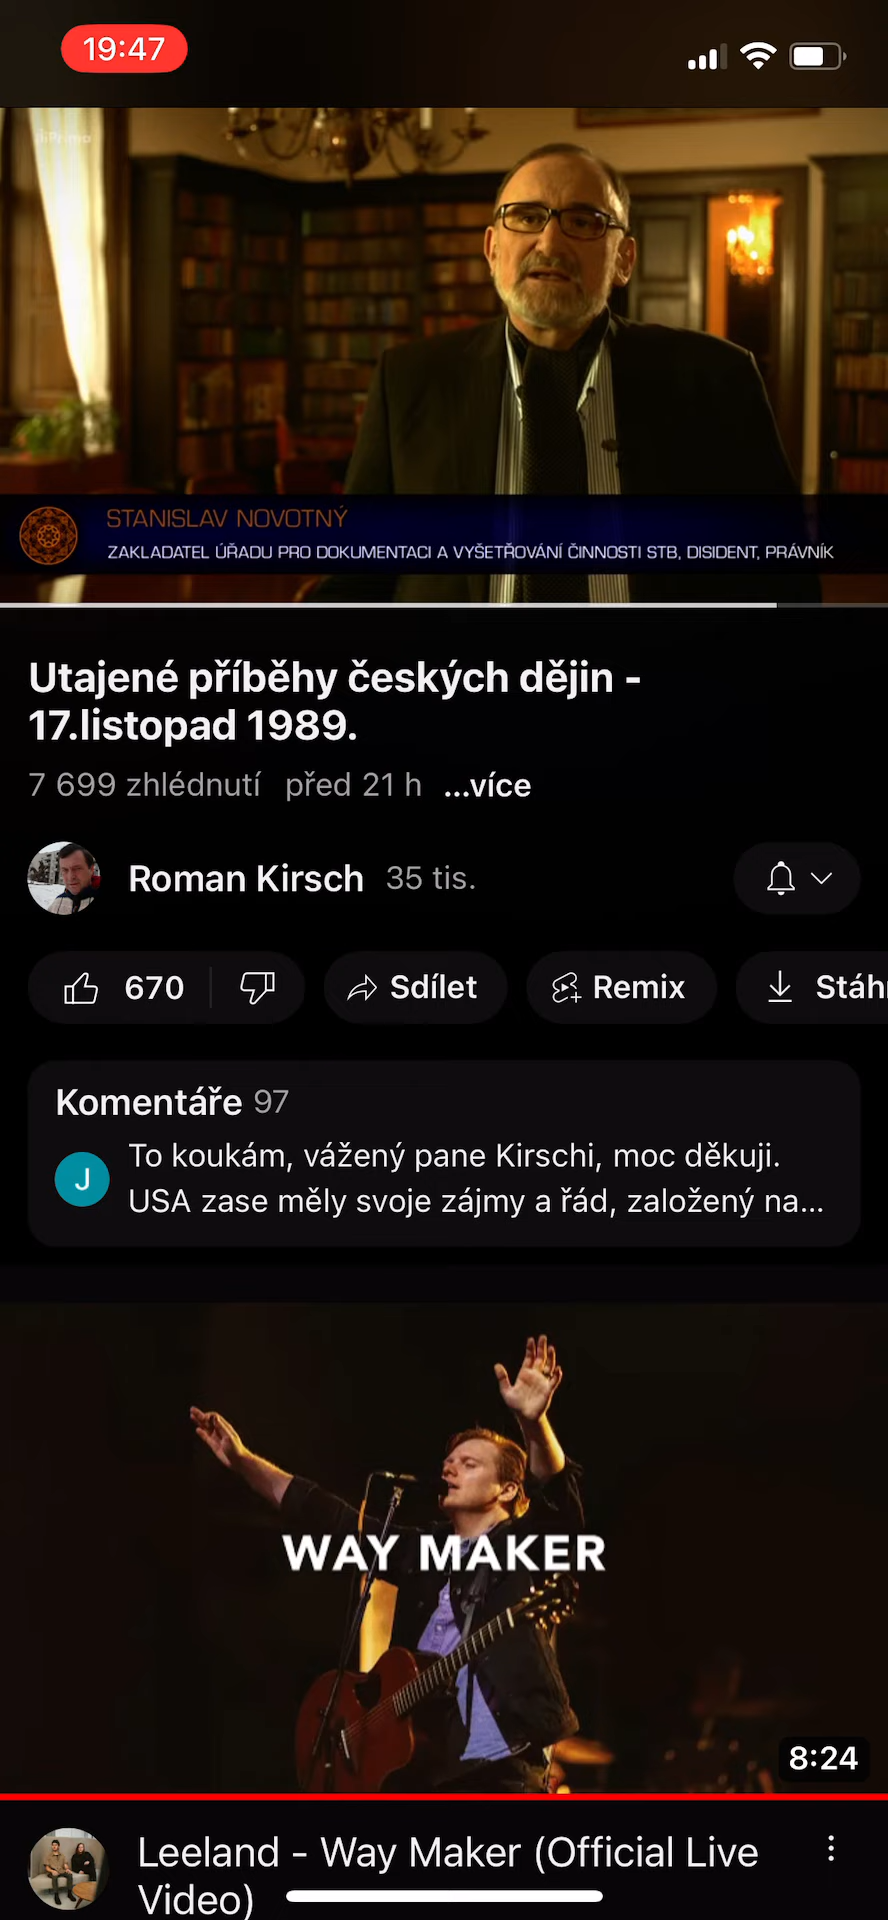 19:47
iPrima
STANISLAV NOVOTNÝ
ZAKLADATEL ÚŘADU PRO DOKUMENTACI A VYŠETŘOVÁNÍ ČINNOSTI STB, DISIDENT, PRÁVNÍK
Utajené příběhy českých dějin -
17.listopad 1989.
7 699 zhlédnutí před 21 h ...více
Roman Kirsch 35 tis.
670 Sdílet Remix Stáh
Komentáře 97
J
To koukám, vážený pane Kirschi, moc děkuji.
USA zase měly svoje zájmy a řád, založený na...
WAY MAKER
8:24
Leeland - Way Maker (Official Live
Video)